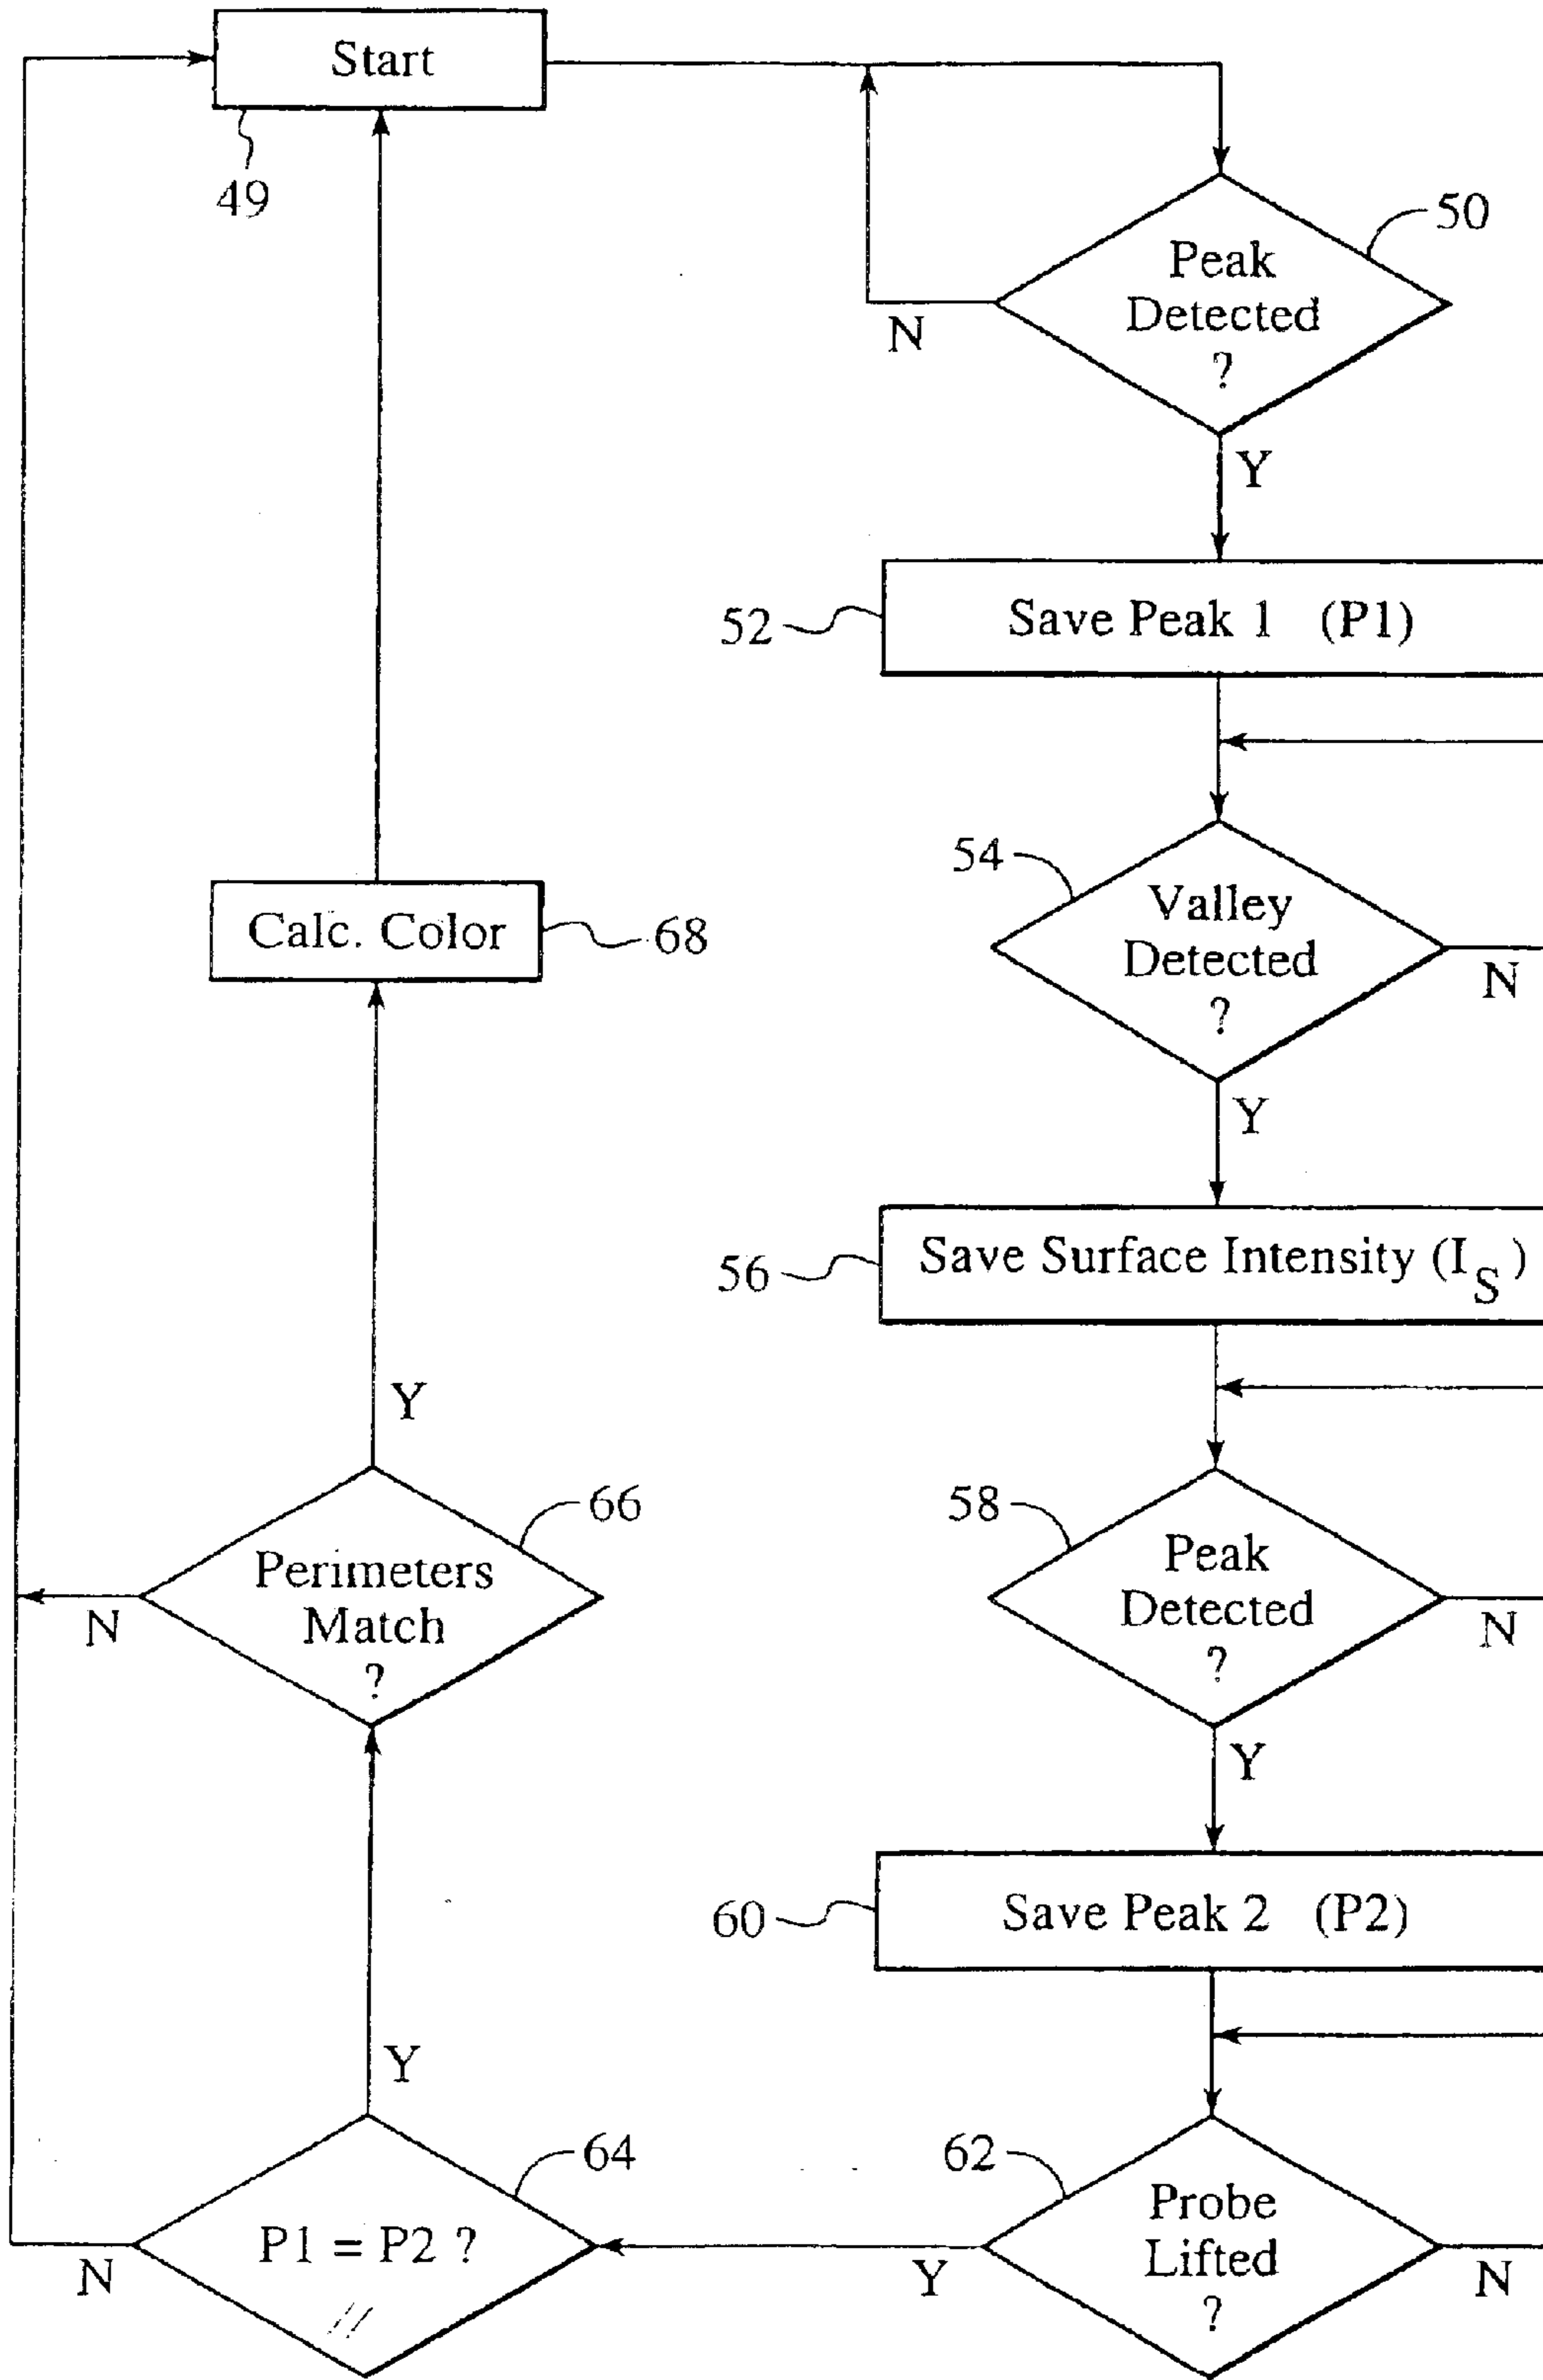 Start
49
Peak
Detected
?
50
N
Y
Save Peak 1 (P1)
52
Valley
Detected
?
54
N
Y
Save Surface Intensity (IS)
56
Peak
Detected
?
58
N
Y
Save Peak 2 (P2)
60
Probe
Lifted
?
62
N
Y
P1 = P2 ?
64
N
Y
Perimeters
Match
?
66
N
Y
Calc. Color
68